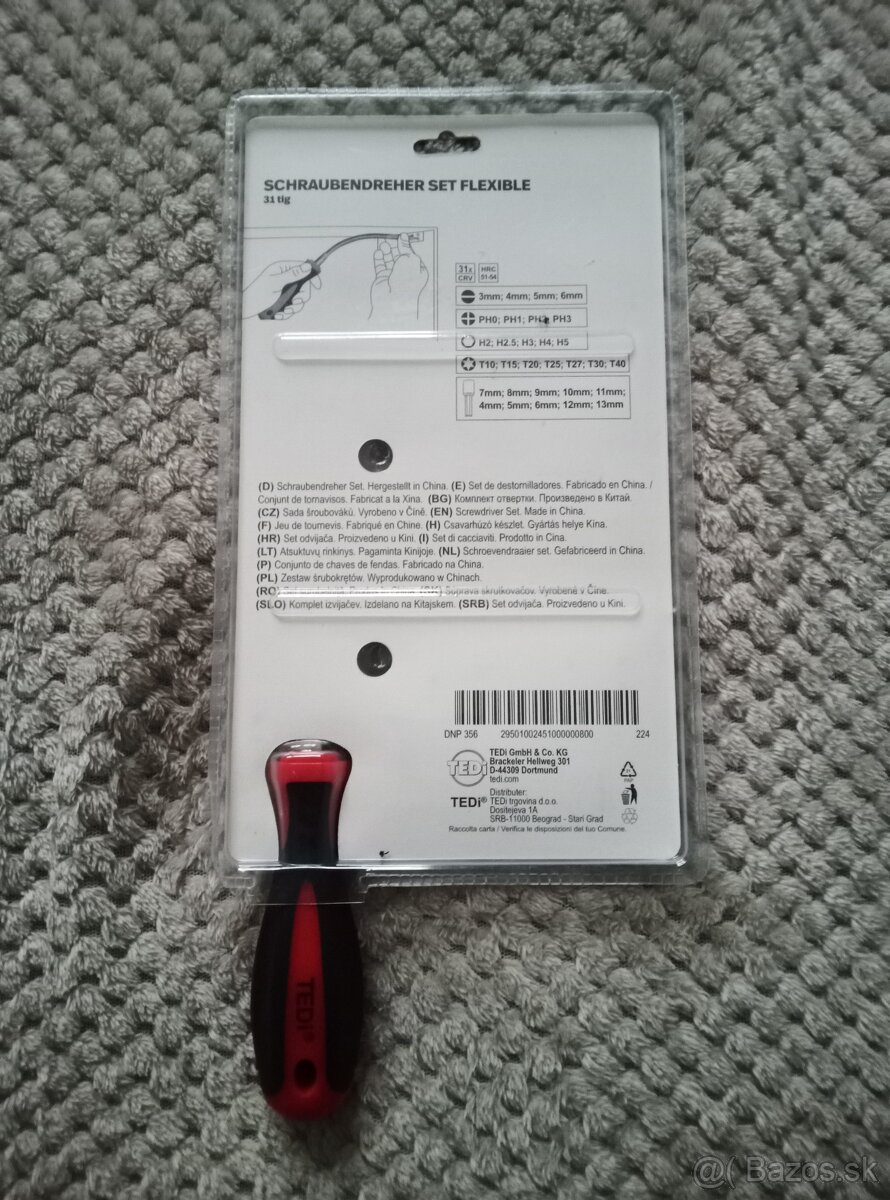 SCHRAUBENDREHER SET FLEXIBLE
31 tlg
31x
CRV
HRC
51-54
3mm; 4mm; 5mm; 6mm
PH0; PH1; PH2; PH3
H2; H2.5; H3; H4; H5
T10; T15; T20; T25; T27; T30; T40
7mm; 8mm; 9mm; 10mm; 11mm;
4mm; 5mm; 6mm; 12mm; 13mm
(D) Schraubendreher Set. Hergestellt in China. (E) Set de destornilladores. Fabricado en China. /
Conjunt de tornavisos. Fabricat a la Xina. (BG) Комплект отвертки. Произведено в Китай.
(CZ) Sada šroubováků. Vyrobeno v Číně. (EN) Screwdriver Set. Made in China.
(F) Jeu de tournevis. Fabriqué en Chine. (H) Csavarhúzó készlet. Gyártás helye Kína.
(HR) Set odvijača. Proizvedeno u Kini. (I) Set di cacciaviti. Prodotto in Cina.
(LT) Atsuktuvų rinkinys. Pagaminta Kinijoje. (NL) Schroevendraaier set. Gefabriceerd in China.
(P) Conjunto de chaves de fendas. Fabricado na China.
(PL) Zestaw śrubokrętów. Wyprodukowano w Chinach.
(RO) (SK) Súprava skrutkovačov. Vyrobené v Číne.
(SLO) Komplet izvijačev. Izdelano na Kitajskem. (SRB) Set odvijača. Proizvedeno u Kini.
DNP 356 29501002451000000800 224
TEDi
TEDi GmbH & Co. KG
Brackeler Hellweg 301
D-44309 Dortmund
tedi.com
PAP
TEDi®
Distributer:
TEDi trgovina d.o.o.
Dositejeva 1A
SRB-11000 Beograd - Stari Grad
Raccolta carta / Verifica le disposizioni del tuo Comune.
TEDi®
@( Bazos.sk